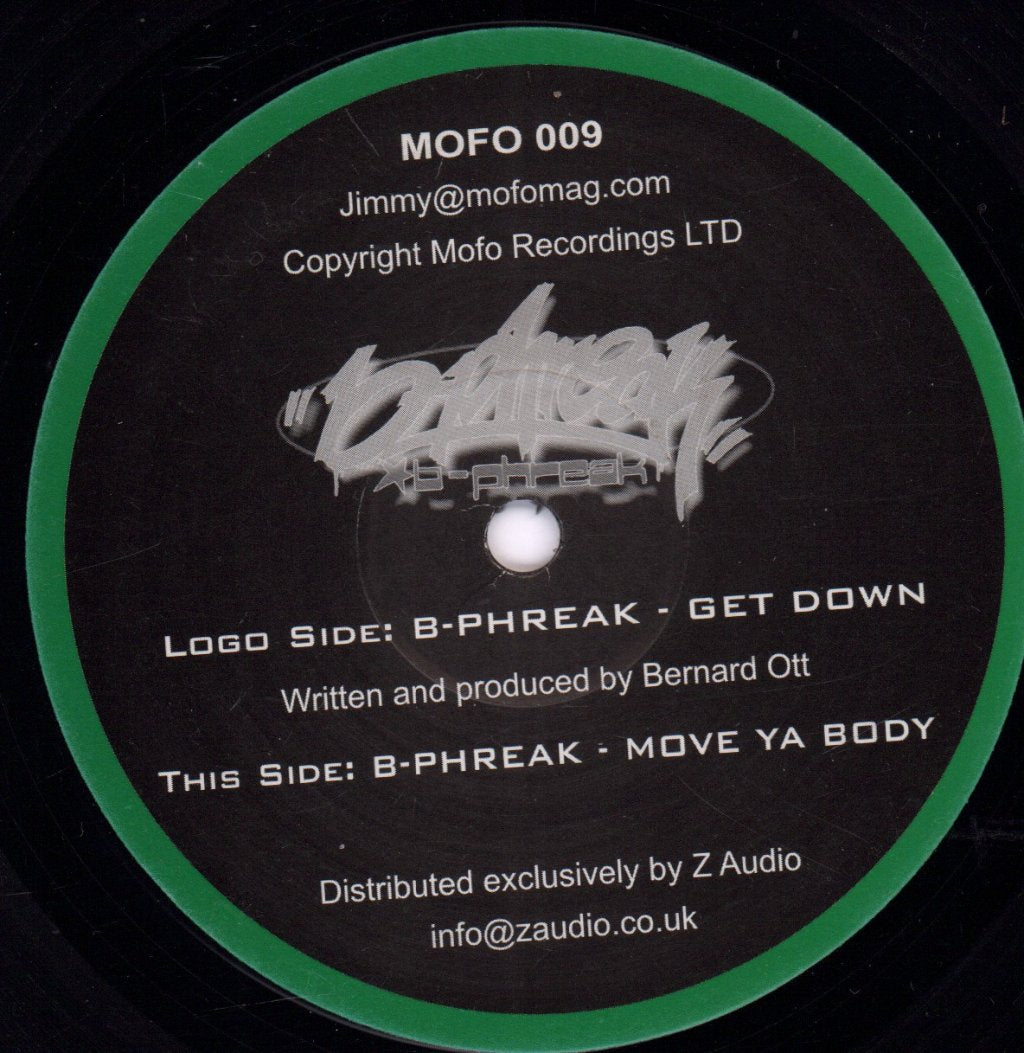 MOFO 009
Jimmy@mofomag.com
Copyright Mofo Recordings LTD
b-phreak
b-phreak
LOGO SIDE: B-PHREAK - GET DOWN
Written and produced by Bernard Ott
THIS SIDE: B-PHREAK - MOVE YA BODY
Distributed exclusively by Z Audio
info@zaudio.co.uk